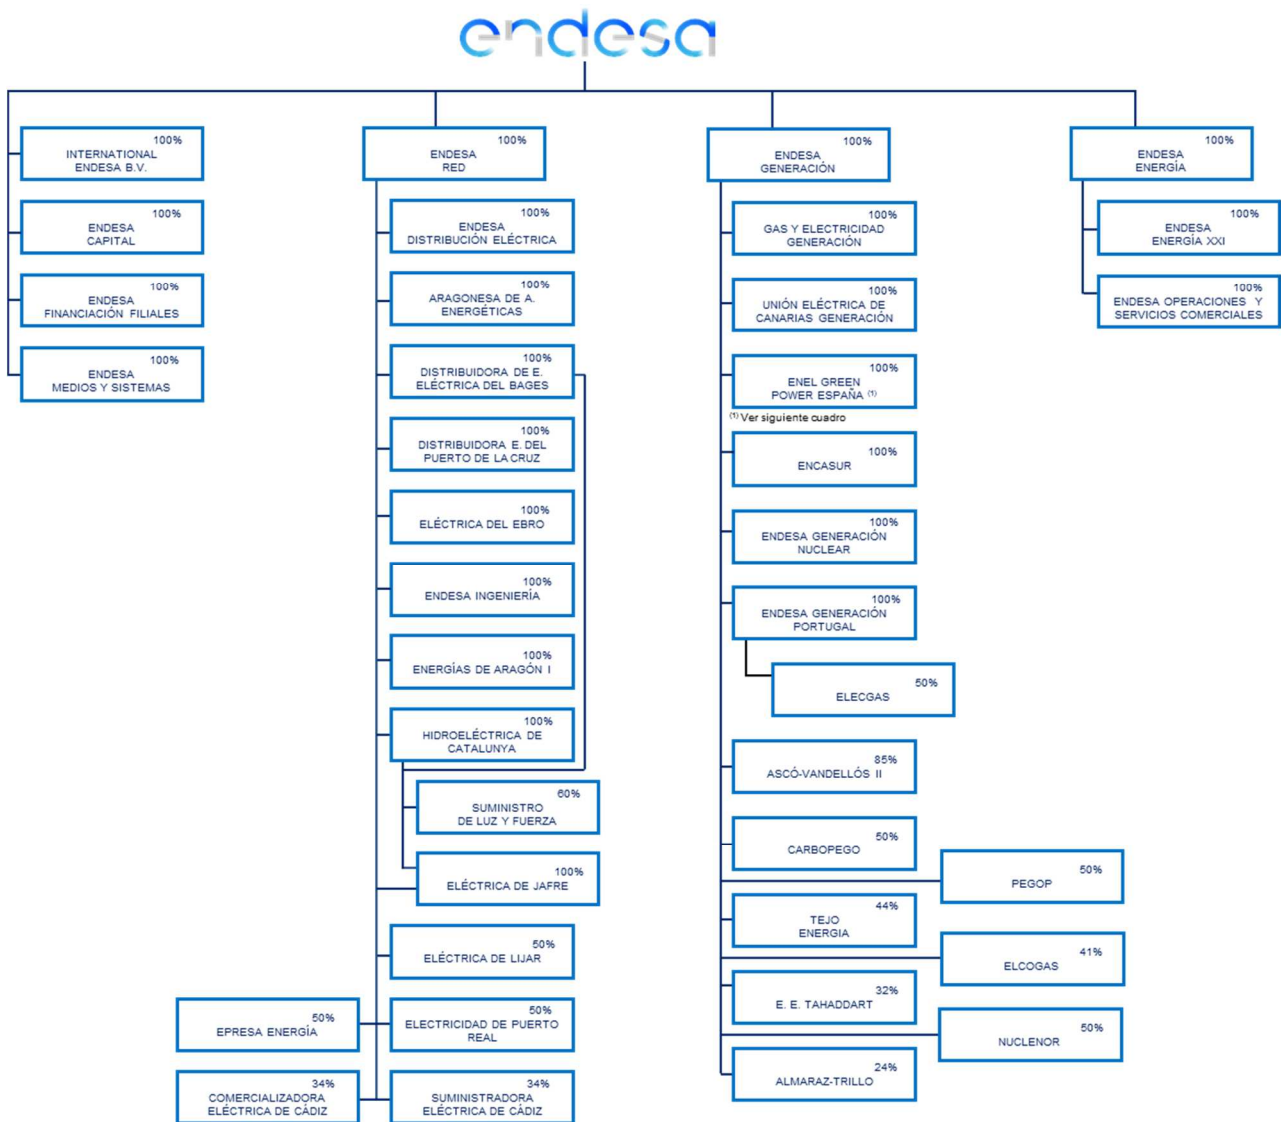 endesa
100%
INTERNATIONAL
ENDESA B.V.
100%
ENDESA
CAPITAL
100%
ENDESA
FINANCIACIÓN FILIALES
100%
ENDESA
MEDIOS Y SISTEMAS
100%
ENDESA
RED
100%
ENDESA
DISTRIBUCIÓN ELÉCTRICA
100%
ARAGONESA DE A.
ENERGÉTICAS
100%
DISTRIBUIDORA DE E.
ELÉCTRICA DEL BAGES
100%
DISTRIBUIDORA E. DEL
PUERTO DE LA CRUZ
100%
ELÉCTRICA DEL EBRO
100%
ENDESA INGENIERÍA
100%
ENERGÍAS DE ARAGÓN I
100%
HIDROELÉCTRICA DE
CATALUNYA
60%
SUMINISTRO
DE LUZ Y FUERZA
100%
ELÉCTRICA DE JAFRE
50%
ELÉCTRICA DE LIJAR
50%
EPRESA ENERGÍA
50%
ELECTRICIDAD DE PUERTO
REAL
34%
COMERCIALIZADORA
ELÉCTRICA DE CÁDIZ
34%
SUMINISTRADORA
ELÉCTRICA DE CÁDIZ
100%
ENDESA
GENERACIÓN
100%
GAS Y ELECTRICIDAD
GENERACIÓN
100%
UNIÓN ELÉCTRICA DE
CANARIAS GENERACIÓN
100%
ENEL GREEN
POWER ESPAÑA (1)
(1) Ver siguiente cuadro
100%
ENCASUR
100%
ENDESA GENERACIÓN
NUCLEAR
100%
ENDESA GENERACIÓN
PORTUGAL
50%
ELECGAS
85%
ASCÓ-VANDELLÓS II
50%
CARBOPEGO
50%
PEGOP
44%
TEJO
ENERGIA
41%
ELCOGAS
32%
E. E. TAHADDART
50%
NUCLENOR
24%
ALMARAZ-TRILLO
100%
ENDESA
ENERGÍA
100%
ENDESA
ENERGÍA XXI
100%
ENDESA OPERACIONES Y
SERVICIOS COMERCIALES